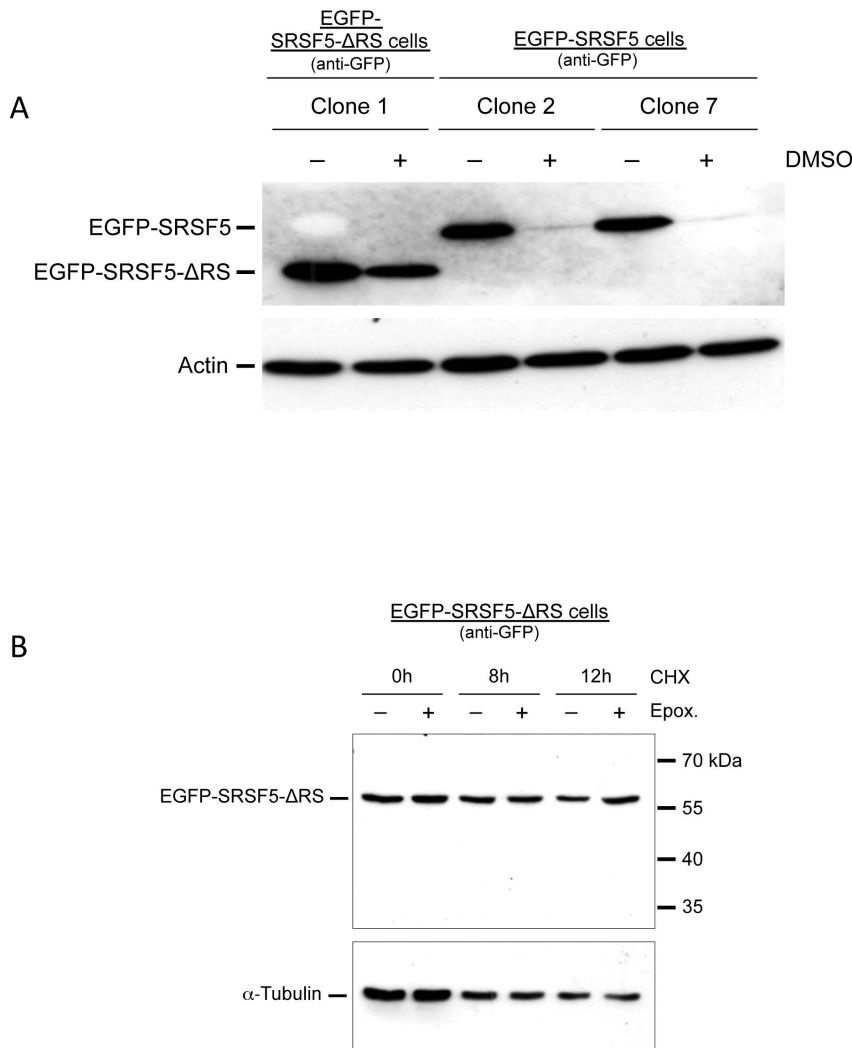 A
EGFP-
SRSF5-ΔRS cells
(anti-GFP)
EGFP-SRSF5 cells
(anti-GFP)
Clone 1 Clone 2 Clone 7
– + – + – + DMSO
EGFP-SRSF5
EGFP-SRSF5-ΔRS
Actin
B
EGFP-SRSF5-ΔRS cells
(anti-GFP)
0h 8h 12h CHX
– + – + – + Epox.
70 kDa
EGFP-SRSF5-ΔRS
55
40
35
α-Tubulin